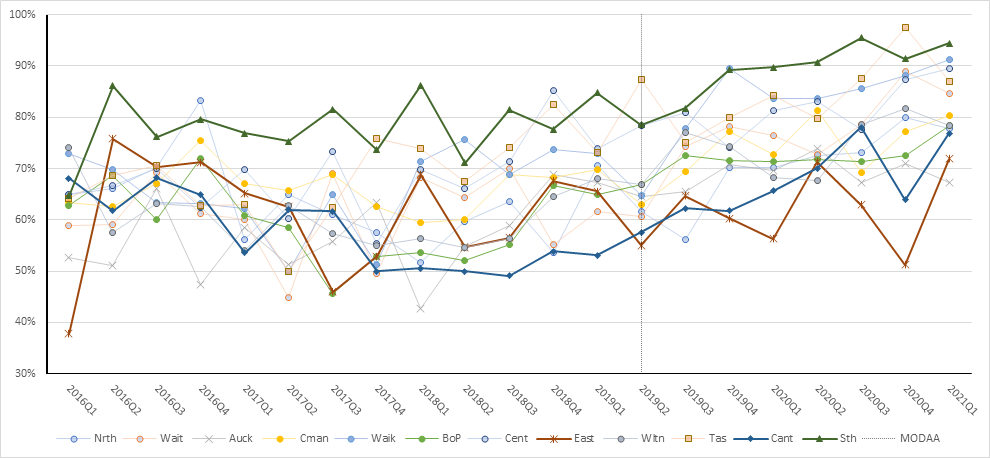 100%
90%
80%
70%
60%
50%
40%
30%
2016Q1
2016Q2
2016Q3
2016Q4
2017Q1
2017Q2
2017Q3
2017Q4
2018Q1
2018Q2
2018Q3
2018Q4
2019Q1
2019Q2
2019Q3
2019Q4
2020Q1
2020Q2
2020Q3
2020Q4
2021Q1
Nrth Wait Auck Cman Waik BoP Cent East Wltn Tas Cant Sth MODAA